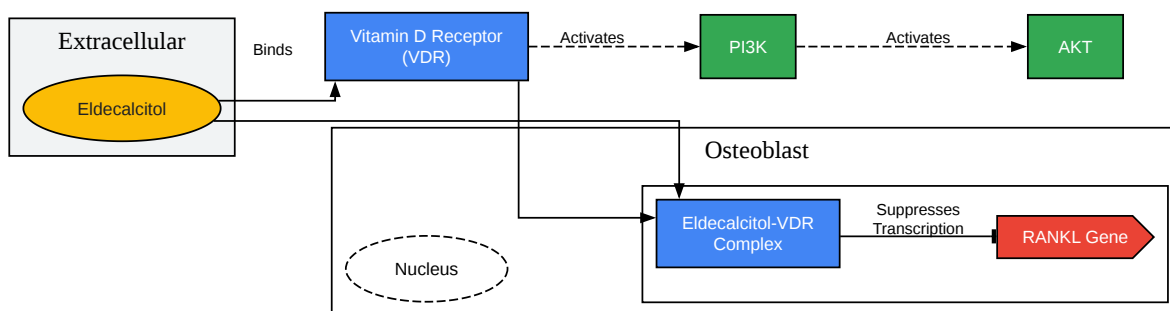 Extracellular
Eldecalcitol
Binds
Vitamin D Receptor
(VDR)
Activates
PI3K
Activates
AKT
Osteoblast
Nucleus
Eldecalcitol-VDR
Complex
Suppresses
Transcription
RANKL Gene